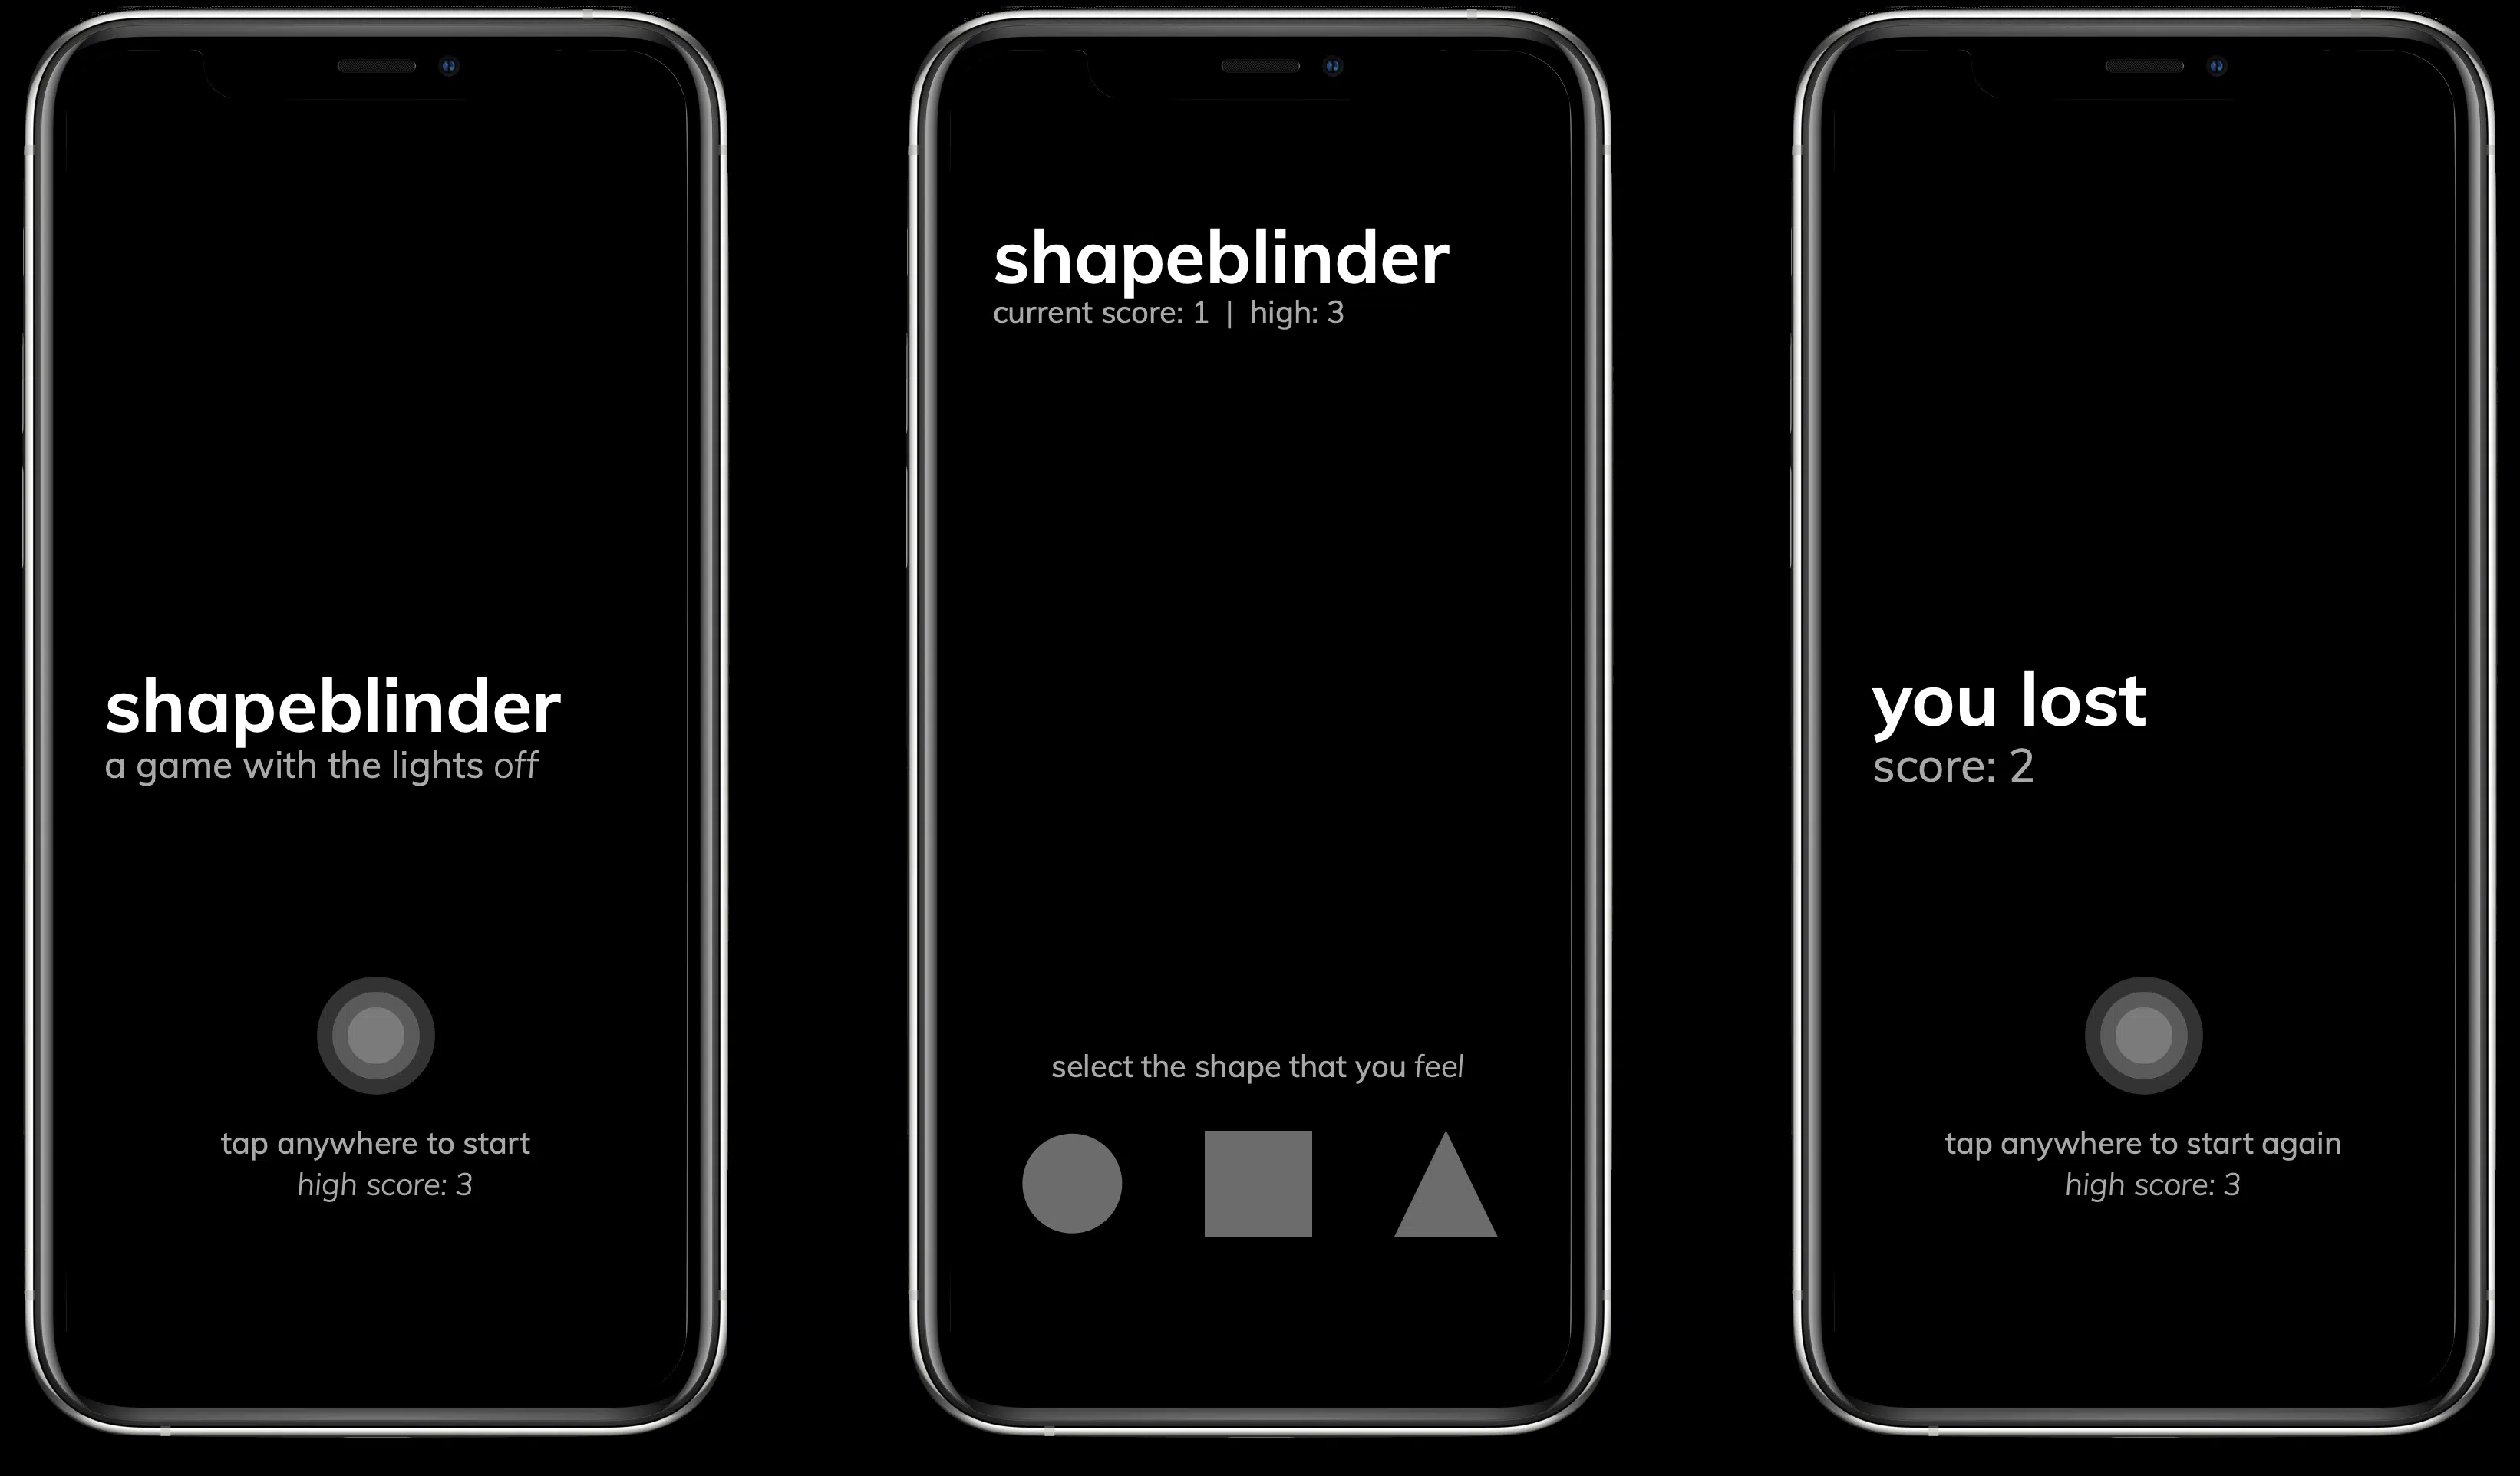 shapeblinder
a game with the lights off
tap anywhere to start
high score: 3
shapeblinder
current score: 1 | high: 3
select the shape that you feel
you lost
score: 2
tap anywhere to start again
high score: 3